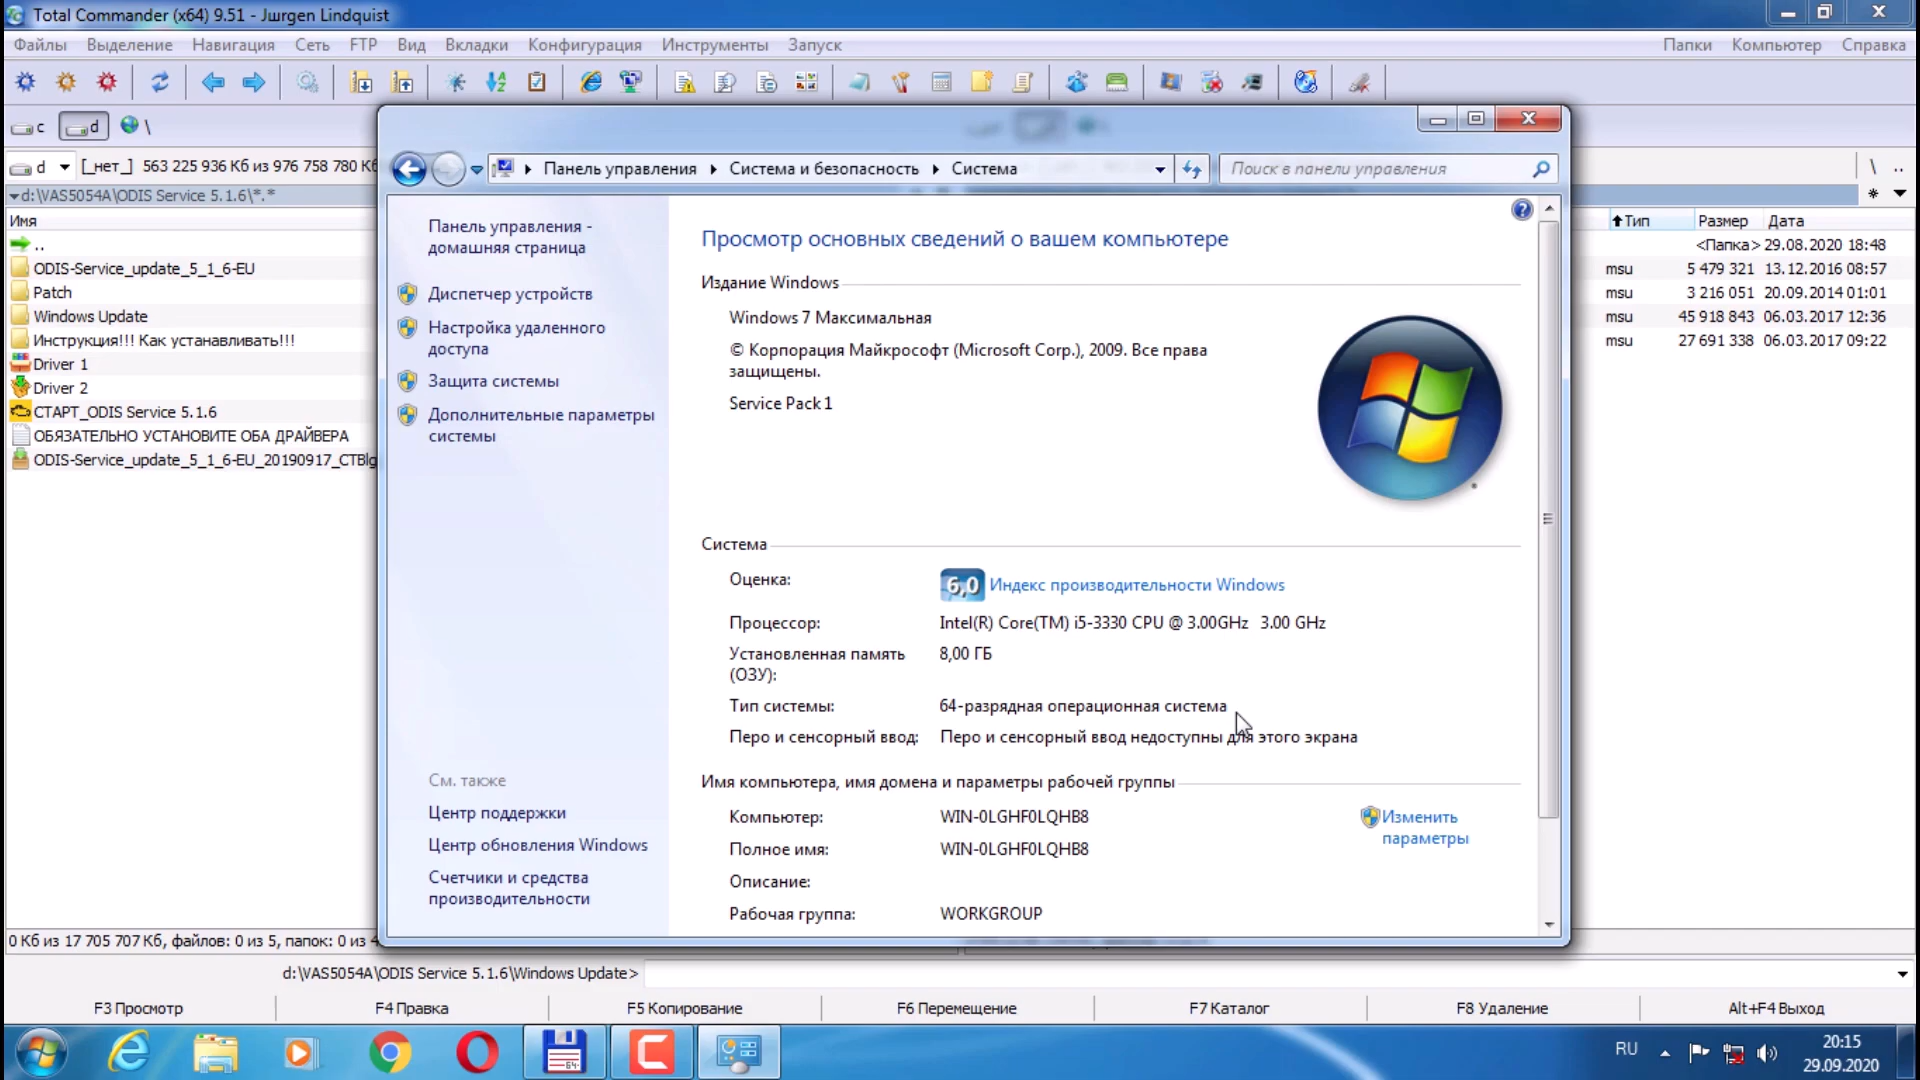 Total Commander (x64) 9.51 - Jɯrgen Lindquist
Файлы Выделение Навигация Сеть FTP Вид Вкладки Конфигурация Инструменты Запуск Папки Компьютер Справка
c d \
d [_нет_] 563 225 936 Кб из 976 758 780 Кб \ ..
d:\VAS5054A\ODIS Service 5.1.6\*.* * 
Имя
..
ODIS-Service_update_5_1_6-EU
Patch
Windows Update
Инструкция!!! Как устанавливать!!!
Driver 1
Driver 2
СТАРТ_ODIS Service 5.1.6
ОБЯЗАТЕЛЬНО УСТАНОВИТЕ ОБА ДРАЙВЕРА
ODIS-Service_update_5_1_6-EU_20190917_CTBlg
Панель управления Система и безопасность Система Поиск в панели управления
Панель управления -
домашняя страница
Диспетчер устройств
Настройка удаленного
доступа
Защита системы
Дополнительные параметры
системы
См. также
Центр поддержки
Центр обновления Windows
Счетчики и средства
производительности
Просмотр основных сведений о вашем компьютере
Издание Windows
Windows 7 Максимальная
© Корпорация Майкрософт (Microsoft Corp.), 2009. Все права
защищены.
Service Pack 1
Система
Оценка: 6,0 Индекс производительности Windows
Процессор: Intel(R) Core(TM) i5-3330 CPU @ 3.00GHz 3.00 GHz
Установленная память
(ОЗУ): 8,00 ГБ
Тип системы: 64-разрядная операционная система
Перо и сенсорный ввод: Перо и сенсорный ввод недоступны для этого экрана
Имя компьютера, имя домена и параметры рабочей группы
Компьютер: WIN-0LGHF0LQHB8
Изменить
параметры
Полное имя: WIN-0LGHF0LQHB8
Описание:
Рабочая группа: WORKGROUP
Тип Размер Дата
<Папка> 29.08.2020 18:48
msu 5 479 321 13.12.2016 08:57
msu 3 216 051 20.09.2014 01:01
msu 45 918 843 06.03.2017 12:36
msu 27 691 338 06.03.2017 09:22
0 Кб из 17 705 707 Кб, файлов: 0 из 5, папок: 0 из 4
d:\VAS5054A\ODIS Service 5.1.6\Windows Update>
F3 Просмотр F4 Правка F5 Копирование F6 Перемещение F7 Каталог F8 Удаление Alt+F4 Выход
64
RU 20:15
29.09.2020